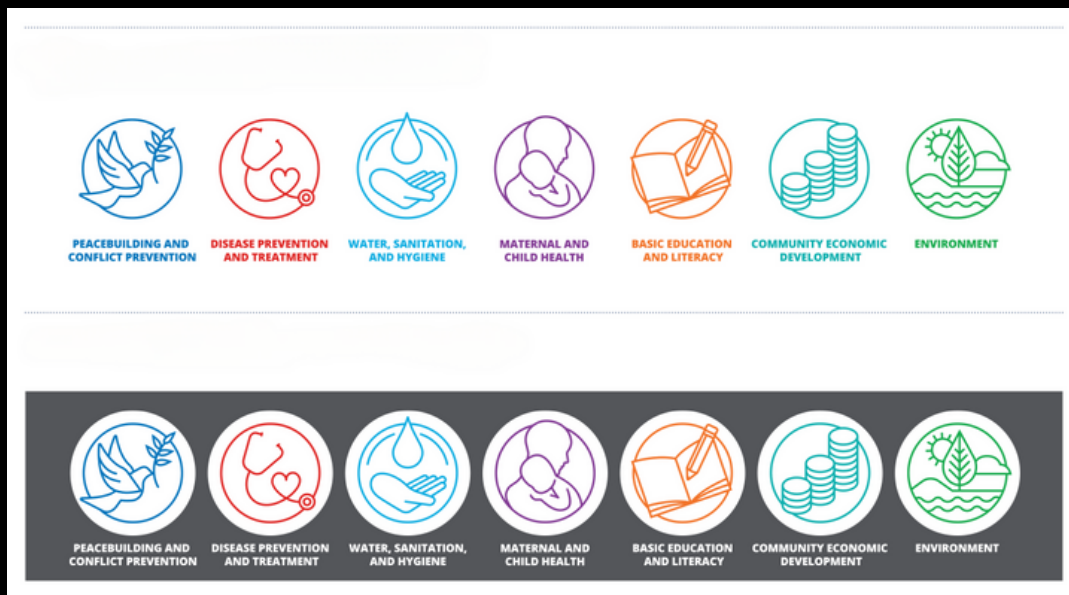 PEACEBUILDING AND
CONFLICT PREVENTION
DISEASE PREVENTION
AND TREATMENT
WATER, SANITATION,
AND HYGIENE
MATERNAL AND
CHILD HEALTH
BASIC EDUCATION
AND LITERACY
COMMUNITY ECONOMIC
DEVELOPMENT
ENVIRONMENT
PEACEBUILDING AND
CONFLICT PREVENTION
DISEASE PREVENTION
AND TREATMENT
WATER, SANITATION,
AND HYGIENE
MATERNAL AND
CHILD HEALTH
BASIC EDUCATION
AND LITERACY
COMMUNITY ECONOMIC
DEVELOPMENT
ENVIRONMENT